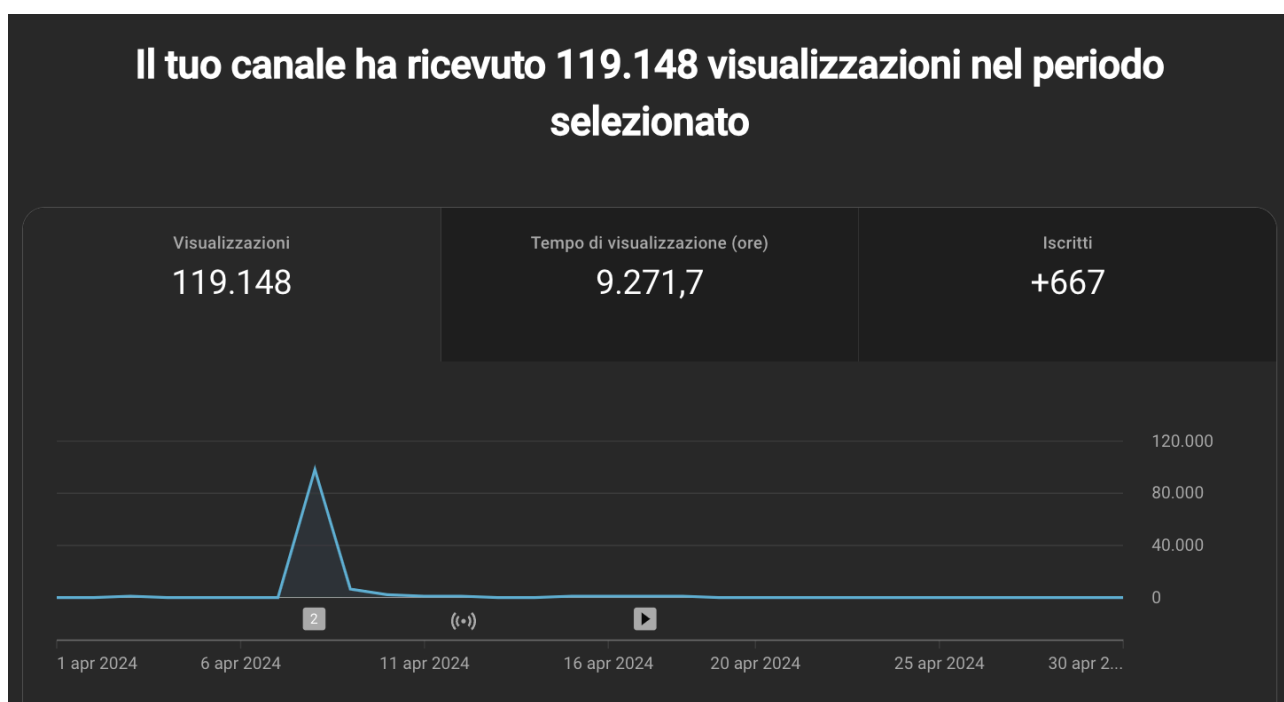 Il tuo canale ha ricevuto 119.148 visualizzazioni nel periodo
selezionato
Visualizzazioni
119.148
Tempo di visualizzazione (ore)
9.271,7
Iscritti
+667
120.000
80.000
40.000
0
2
1 apr 2024
6 apr 2024
11 apr 2024
16 apr 2024
20 apr 2024
25 apr 2024
30 apr 2...